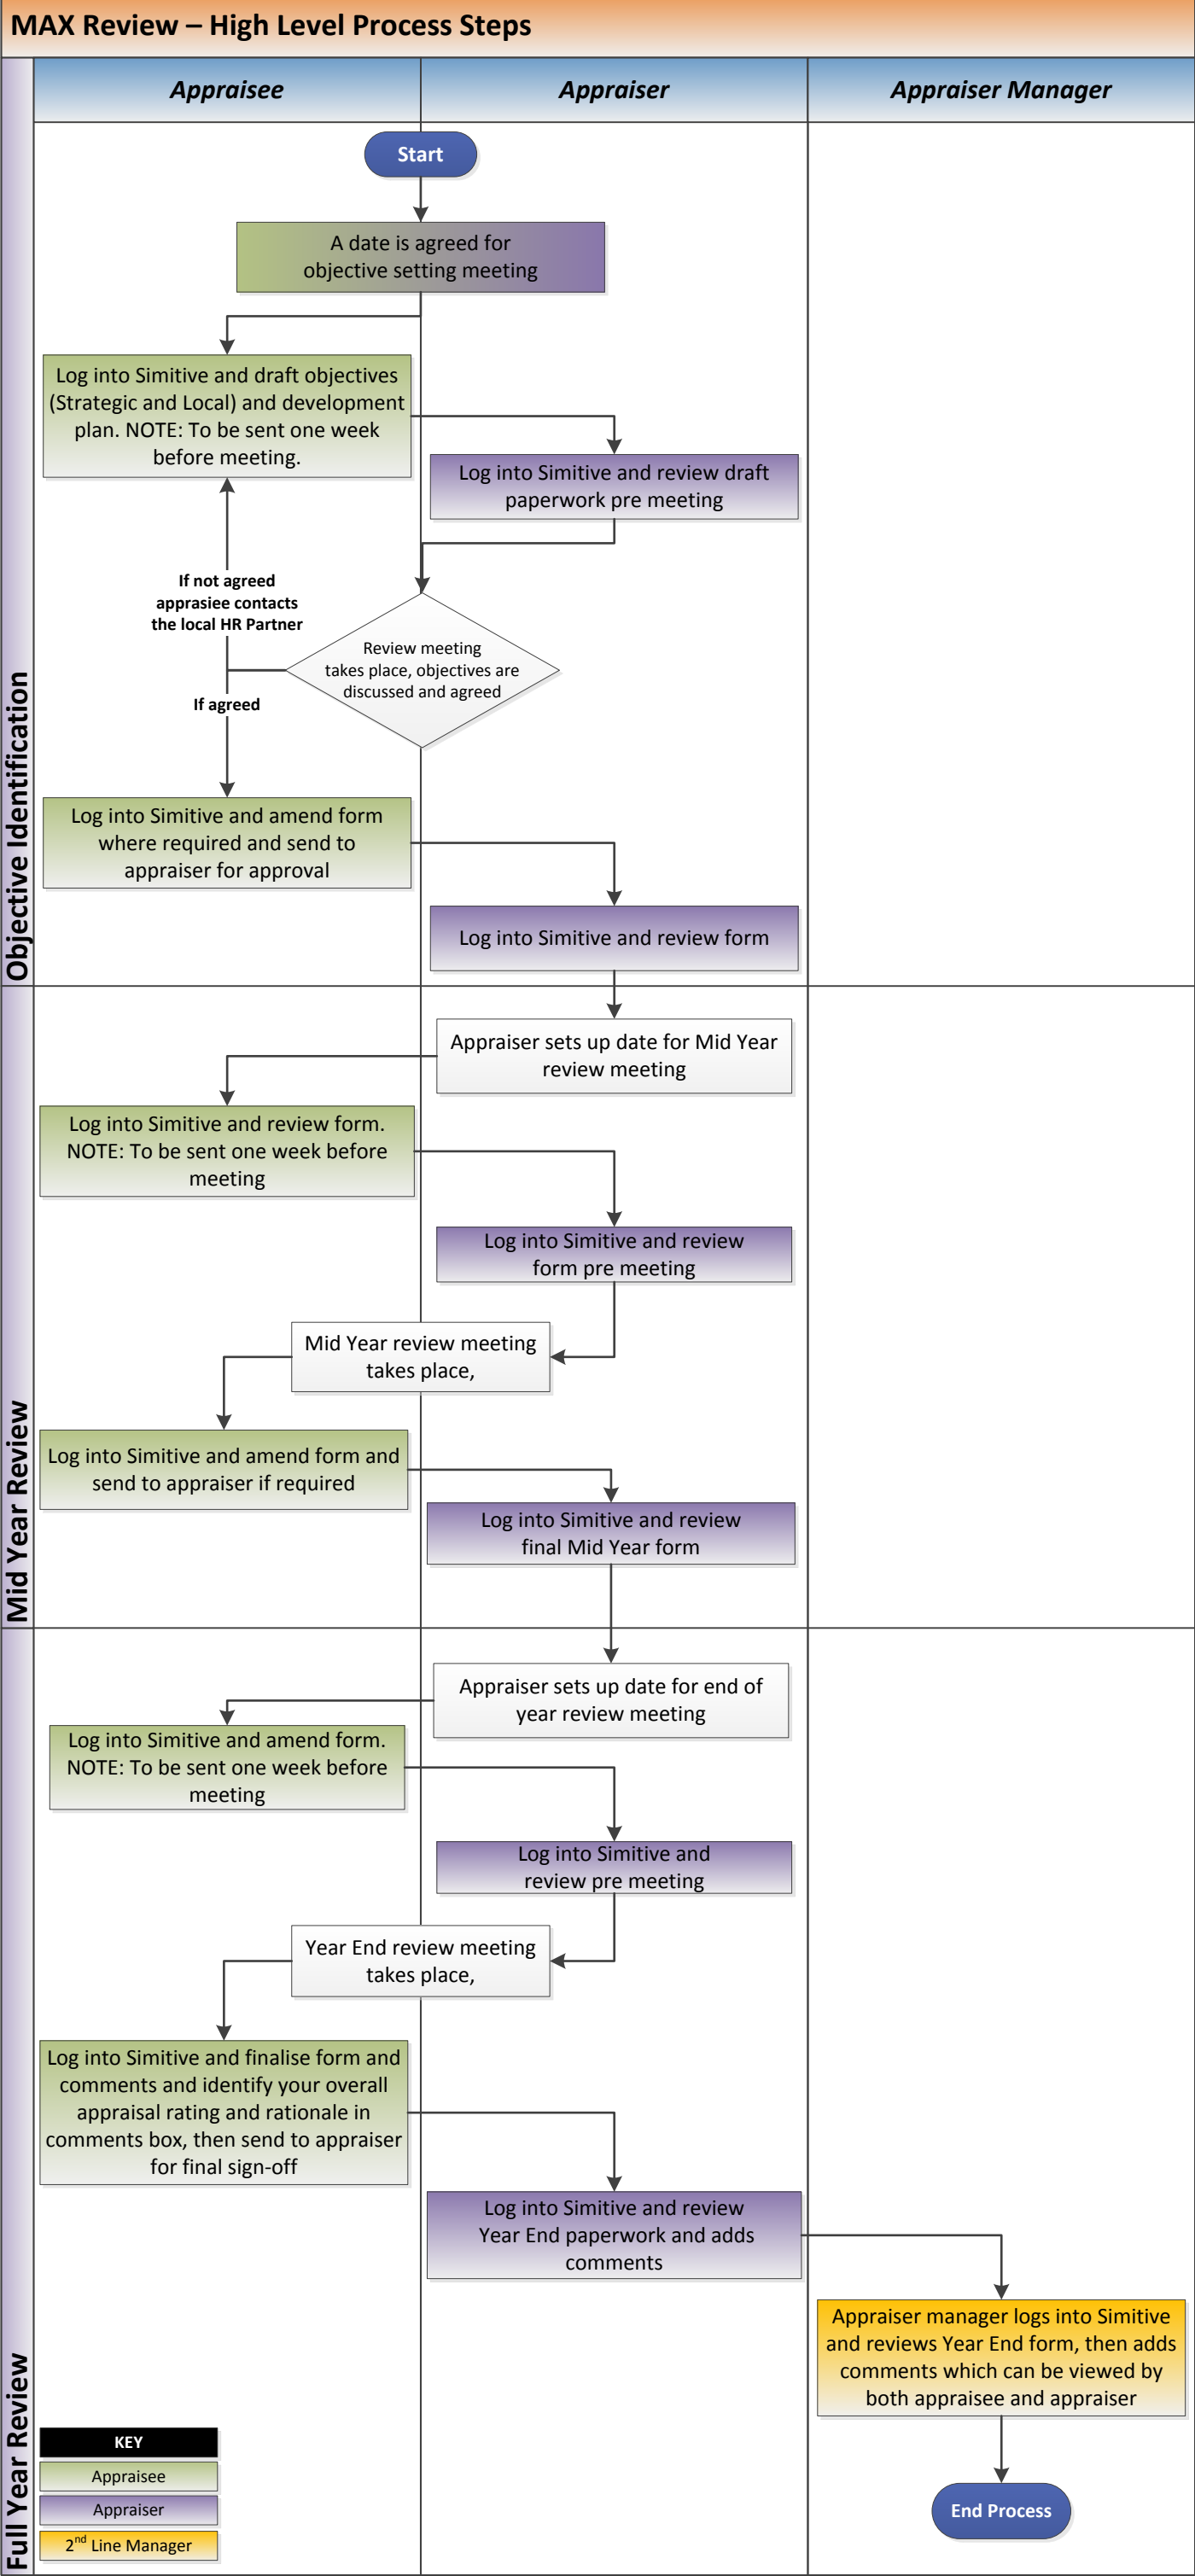 MAX Review – High Level Process Steps
Appraisee
Appraiser
Appraiser Manager
Objective Identification
Start
A date is agreed for
objective setting meeting
Log into Simitive and draft objectives
(Strategic and Local) and development
plan. NOTE: To be sent one week
before meeting.
Log into Simitive and review draft
paperwork pre meeting
If not agreed
apprasiee contacts
the local HR Partner
Review meeting
takes place, objectives are
discussed and agreed
If agreed
Log into Simitive and amend form
where required and send to
appraiser for approval
Log into Simitive and review form
Mid Year Review
Appraiser sets up date for Mid Year
review meeting
Log into Simitive and review form.
NOTE: To be sent one week before
meeting
Log into Simitive and review
form pre meeting
Mid Year review meeting
takes place,
Log into Simitive and amend form and
send to appraiser if required
Log into Simitive and review
final Mid Year form
Full Year Review
Appraiser sets up date for end of
year review meeting
Log into Simitive and amend form.
NOTE: To be sent one week before
meeting
Log into Simitive and
review pre meeting
Year End review meeting
takes place,
Log into Simitive and finalise form and
comments and identify your overall
appraisal rating and rationale in
comments box, then send to appraiser
for final sign-off
Log into Simitive and review
Year End paperwork and adds
comments
Appraiser manager logs into Simitive
and reviews Year End form, then adds
comments which can be viewed by
both appraisee and appraiser
End Process
KEY
Appraisee
Appraiser
2nd Line Manager